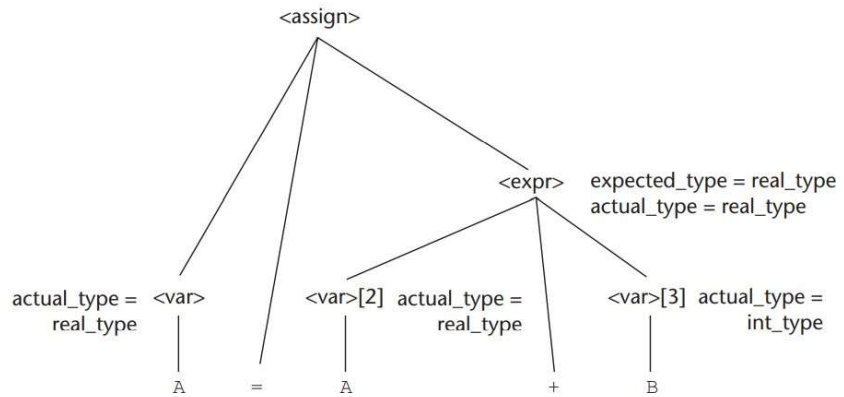 <assign>
<expr> expected_type = real_type
actual_type = real_type
actual_type = <var> <var>[2] actual_type = <var>[3] actual_type =
real_type real_type int_type
A = A + B